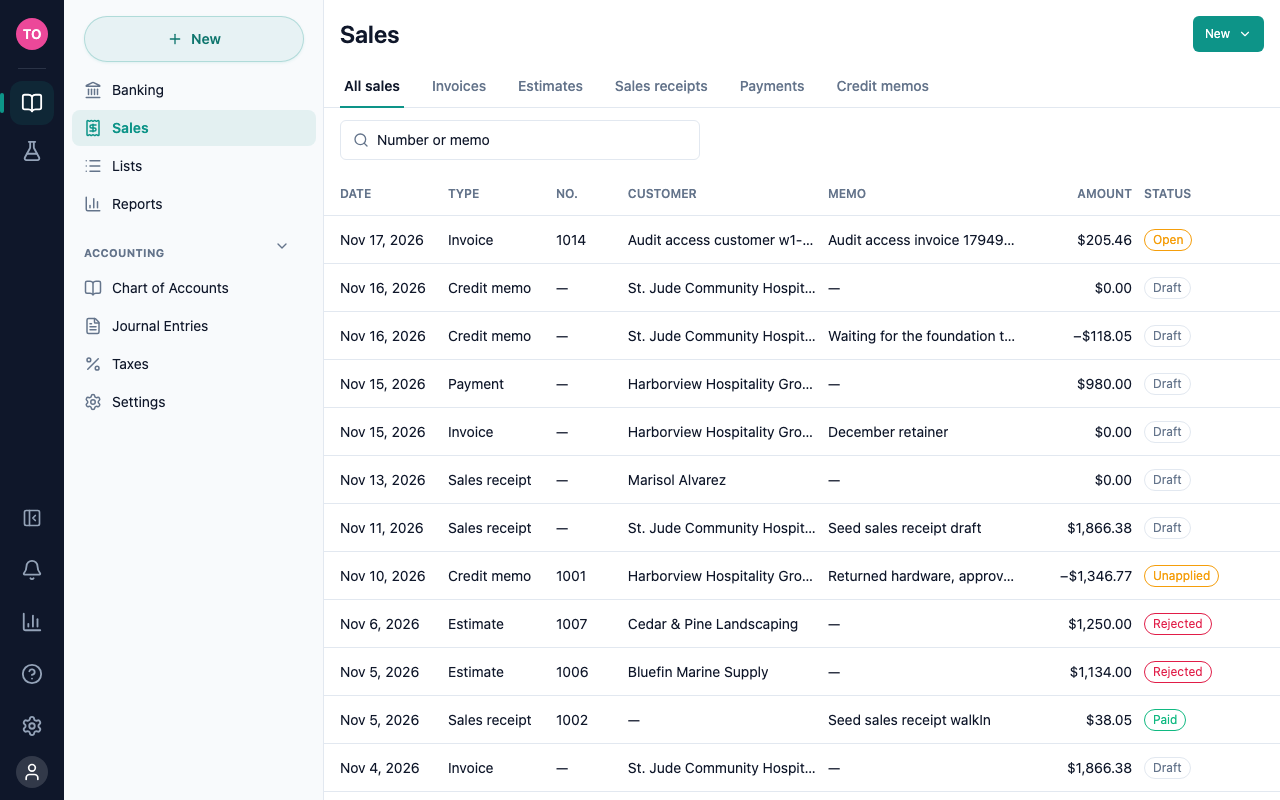 TO
New
Banking
Sales
Lists
Reports
ACCOUNTING
Chart of Accounts
Journal Entries
Taxes
Settings
Sales
New
All sales Invoices Estimates Sales receipts Payments Credit memos
Number or memo
DATE TYPE NO. CUSTOMER MEMO AMOUNT STATUS
Nov 17, 2026 Invoice 1014 Audit access customer w1-... Audit access invoice 17949... $205.46 Open
Nov 16, 2026 Credit memo — St. Jude Community Hospit... — $0.00 Draft
Nov 16, 2026 Credit memo — St. Jude Community Hospit... Waiting for the foundation t... –$118.05 Draft
Nov 15, 2026 Payment — Harborview Hospitality Gro... — $980.00 Draft
Nov 15, 2026 Invoice — Harborview Hospitality Gro... December retainer $0.00 Draft
Nov 13, 2026 Sales receipt — Marisol Alvarez — $0.00 Draft
Nov 11, 2026 Sales receipt — St. Jude Community Hospit... Seed sales receipt draft $1,866.38 Draft
Nov 10, 2026 Credit memo 1001 Harborview Hospitality Gro... Returned hardware, approv... –$1,346.77 Unapplied
Nov 6, 2026 Estimate 1007 Cedar & Pine Landscaping — $1,250.00 Rejected
Nov 5, 2026 Estimate 1006 Bluefin Marine Supply — $1,134.00 Rejected
Nov 5, 2026 Sales receipt 1002 — Seed sales receipt walkIn $38.05 Paid
Nov 4, 2026 Invoice — St. Jude Community Hospit... — $1,866.38 Draft